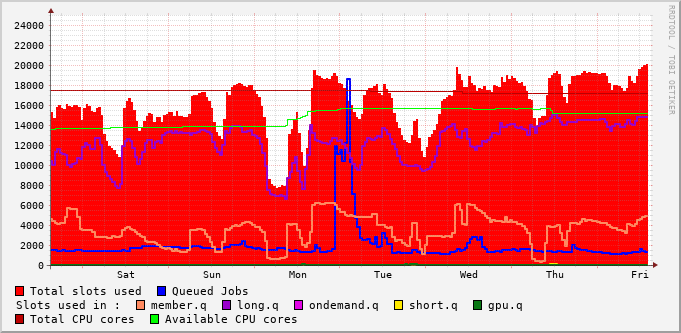 RRDTOOL / TOBI OETIKER
24000
22000
20000
18000
16000
14000
12000
10000
8000
6000
4000
2000
0
Sat Sun Mon Tue Wed Thu Fri
Total slots used Queued Jobs
Slots used in : member.q long.q ondemand.q short.q gpu.q
Total CPU cores Available CPU cores